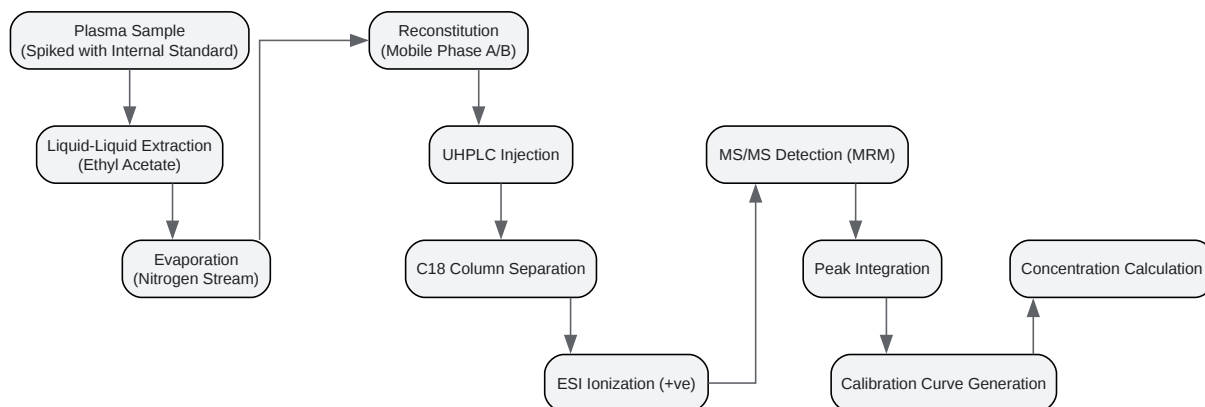 Plasma Sample
(Spiked with Internal Standard)
Liquid-Liquid Extraction
(Ethyl Acetate)
Evaporation
(Nitrogen Stream)
Reconstitution
(Mobile Phase A/B)
UHPLC Injection
C18 Column Separation
ESI Ionization (+ve)
MS/MS Detection (MRM)
Peak Integration
Calibration Curve Generation
Concentration Calculation